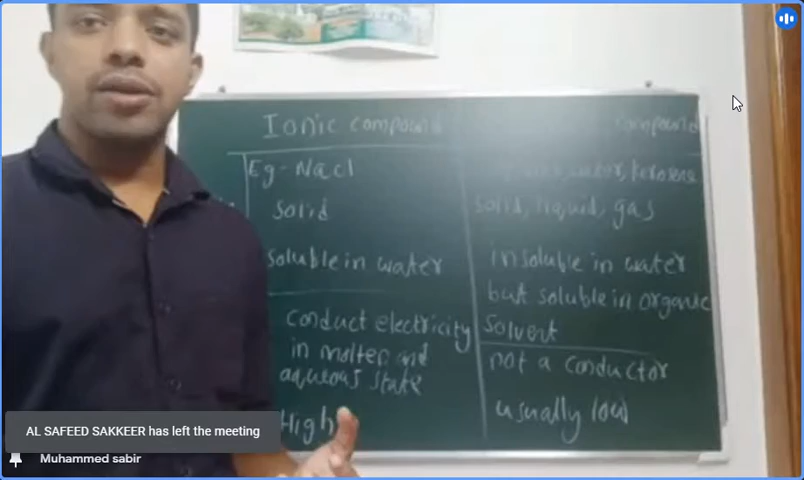 Ionic compound
compound
Eg- Nacl
water, kerosene
solid
solid, liquid, gas
soluble in water
insoluble in water
but soluble in organic
solvent
conduct electricity
in molten and
aqueous state
not a conductor
High
usually low
AL SAFEED SAKKEER has left the meeting
Muhammed sabir